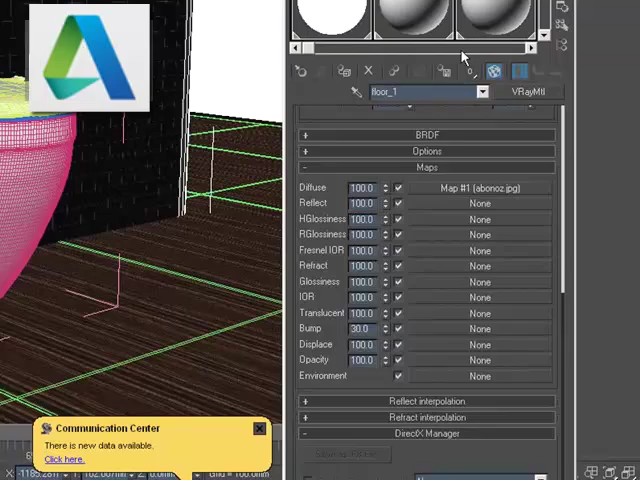 floor_1
VRayMtl
+ BRDF
+ Options
- Maps
Diffuse 100.0 Map #1 (abonoz.jpg)
Reflect 100.0 None
HGlossiness 100.0 None
RGlossiness 100.0 None
Fresnel IOR 100.0 None
Refract 100.0 None
Glossiness 100.0 None
IOR 100.0 None
Translucent 100.0 None
Bump 30.0 None
Displace 100.0 None
Opacity 100.0 None
Environment None
+ Reflect interpolation
+ Refract interpolation
- DirectX Manager
Communication Center
There is new data available.
Click here.
X:
Y:
Z:
Grid = 100.0mm